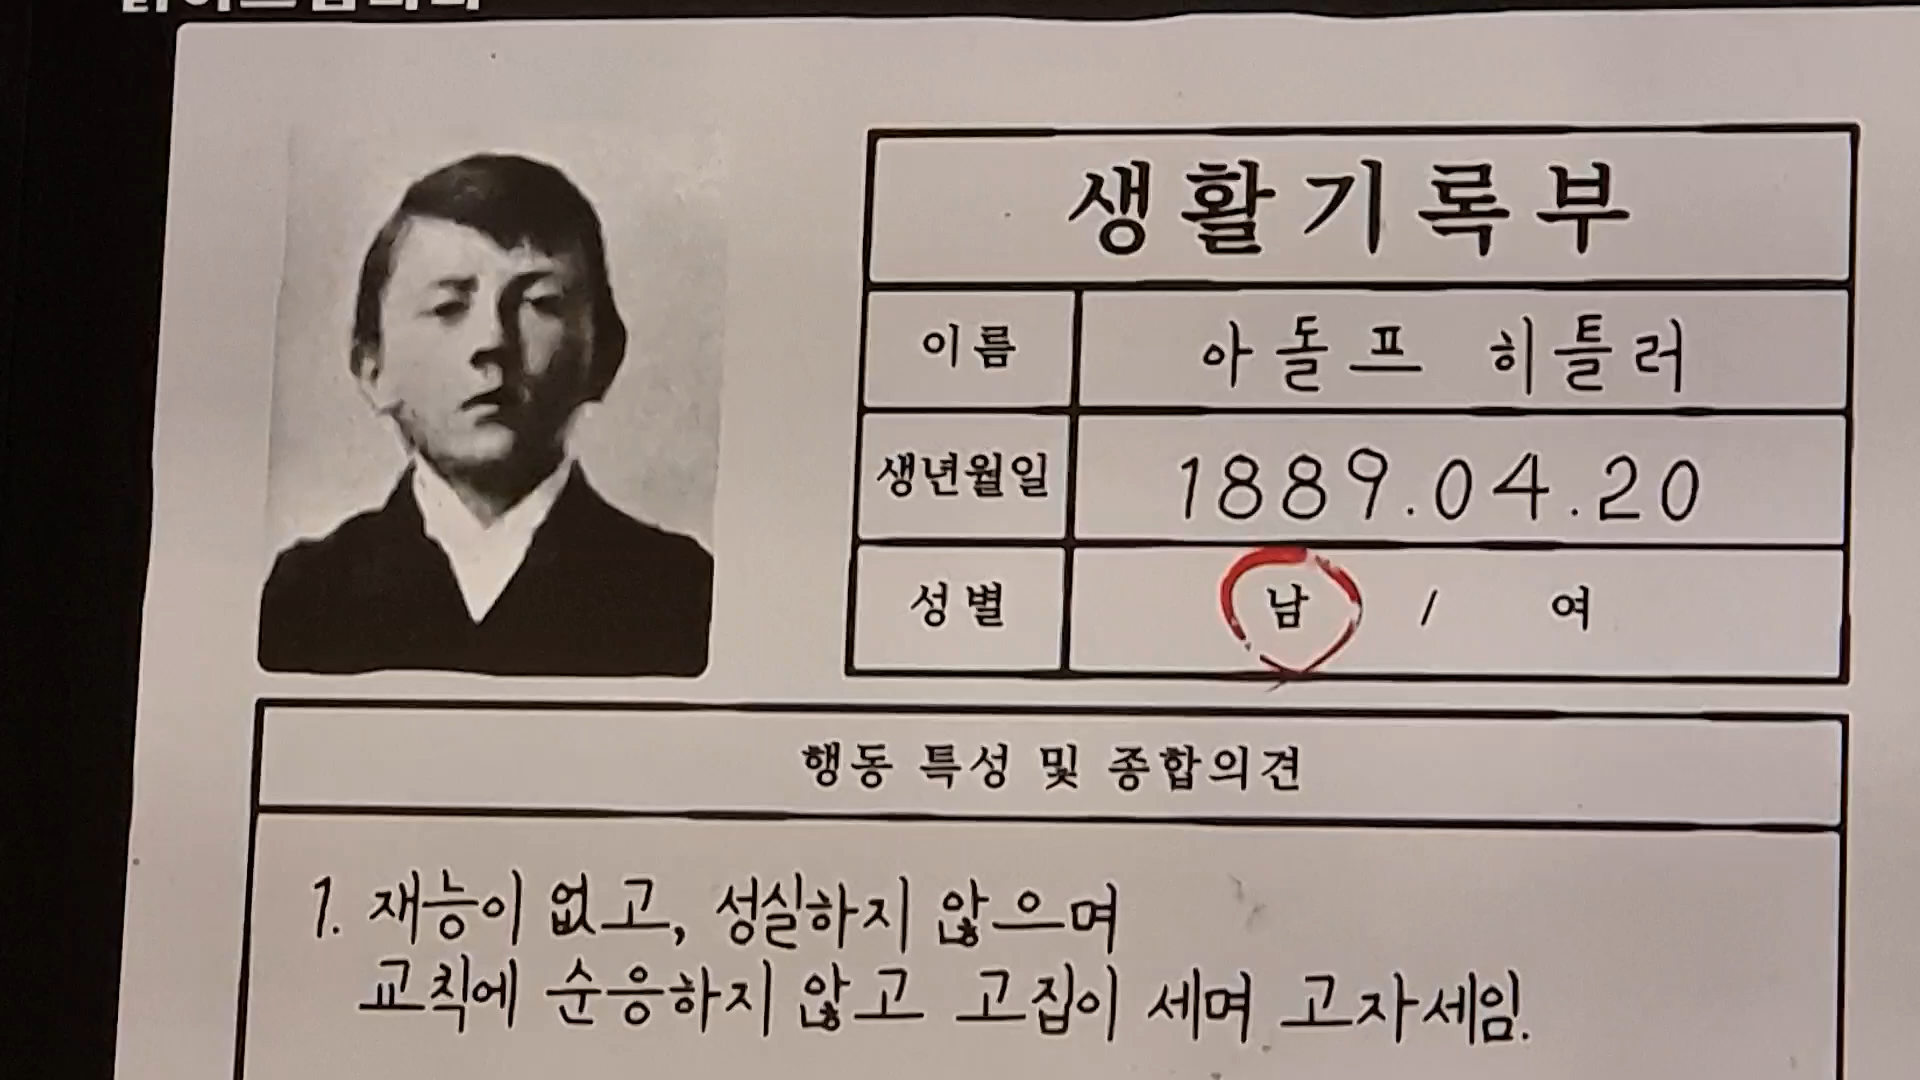 생활기록부
이름 아돌프 히틀러
생년월일 1889.04.20
성별 남 / 여
행동 특성 및 종합의견
1. 재능이 없고, 성실하지 않으며
교칙에 순응하지 않고 고집이 세며 고자세임.